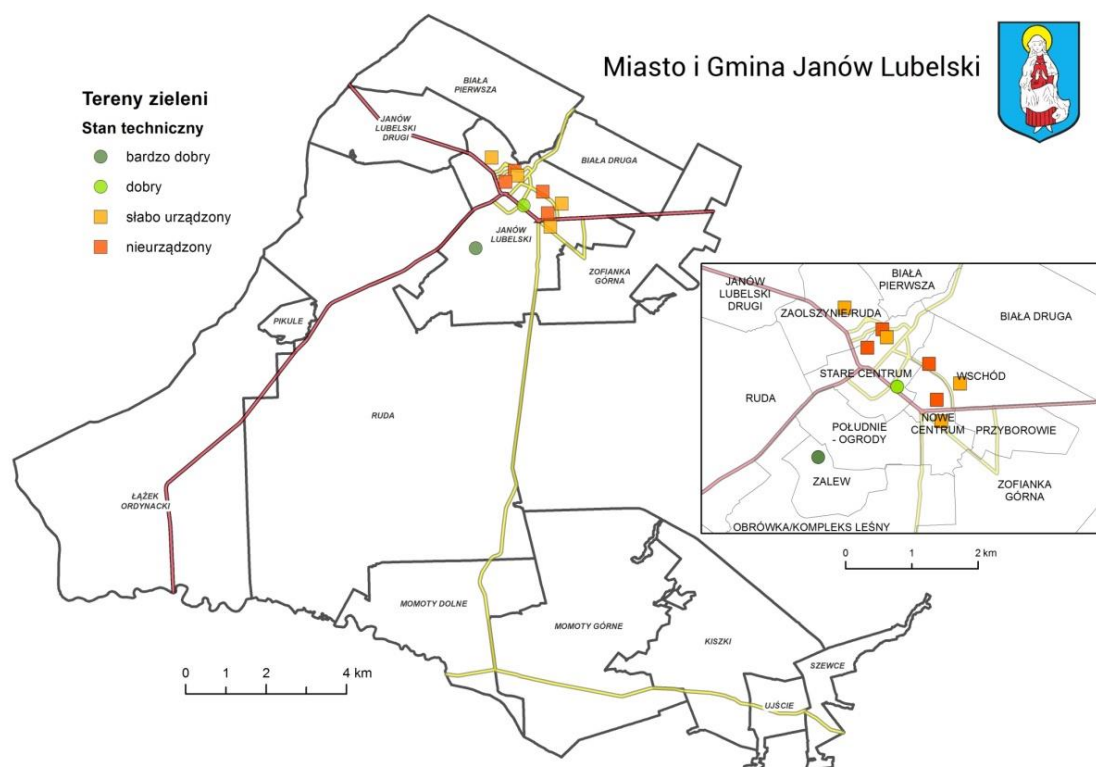 Miasto i Gmina Janów Lubelski
Tereny zieleni
Stan techniczny
bardzo dobry
dobry
słabo urządzony
nieurządzony
BIAŁA
PIERWSZA
JANÓW
LUBELSKI
DRUGI
BIAŁA DRUGA
JANÓW
LUBELSKI
ZOFIANKA
GÓRNA
PIKULE
RUDA
ŁĄŻEK
ORDYNACKI
MOMOTY DOLNE
MOMOTY GÓRNE
KISZKI
SZEWCE
UJŚCIE
0 1 2 4 km
JANÓW
LUBELSKI
DRUGI
BIAŁA
PIERWSZA
ZAOLSZYNIE/RUDA
BIAŁA DRUGA
STARE CENTRUM
WSCHÓD
RUDA
POŁUDNIE
- OGRODY
NOWE
CENTRUM
PRZYBOROWIE
ZALEW
ZOFIANKA
GÓRNA
OBRÓWKA/KOMPLEKS LEŚNY
0 1 2 km